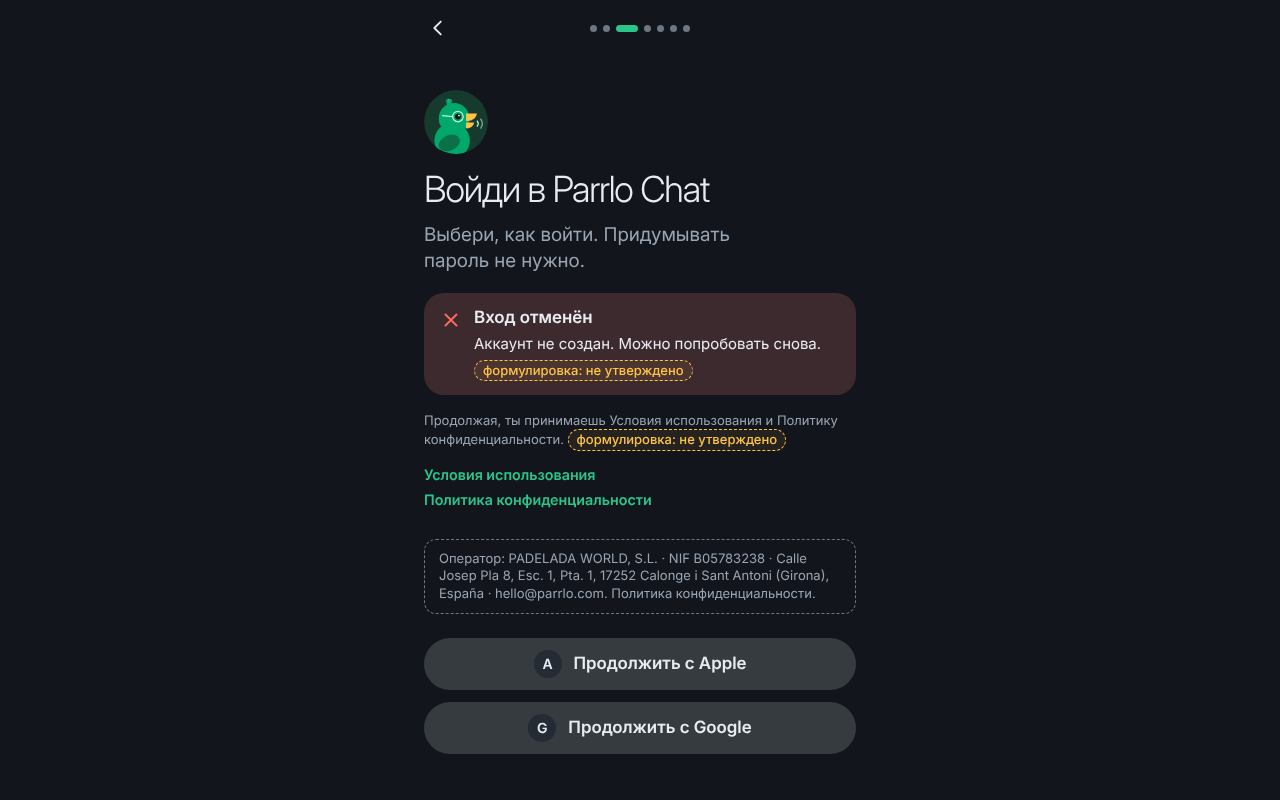 Войди в Parrlo Chat
Выбери, как войти. Придумывать
пароль не нужно.
Вход отменён
Аккаунт не создан. Можно попробовать снова.
формулировка: не утверждено
Продолжая, ты принимаешь Условия использования и Политику
конфиденциальности. формулировка: не утверждено
Условия использования
Политика конфиденциальности
Оператор: PADELADA WORLD, S.L. · NIF B05783238 · Calle
Josep Pla 8, Esc. 1, Pta. 1, 17252 Calonge i Sant Antoni (Girona),
España · hello@parrlo.com. Политика конфиденциальности.
A Продолжить с Apple
G Продолжить с Google